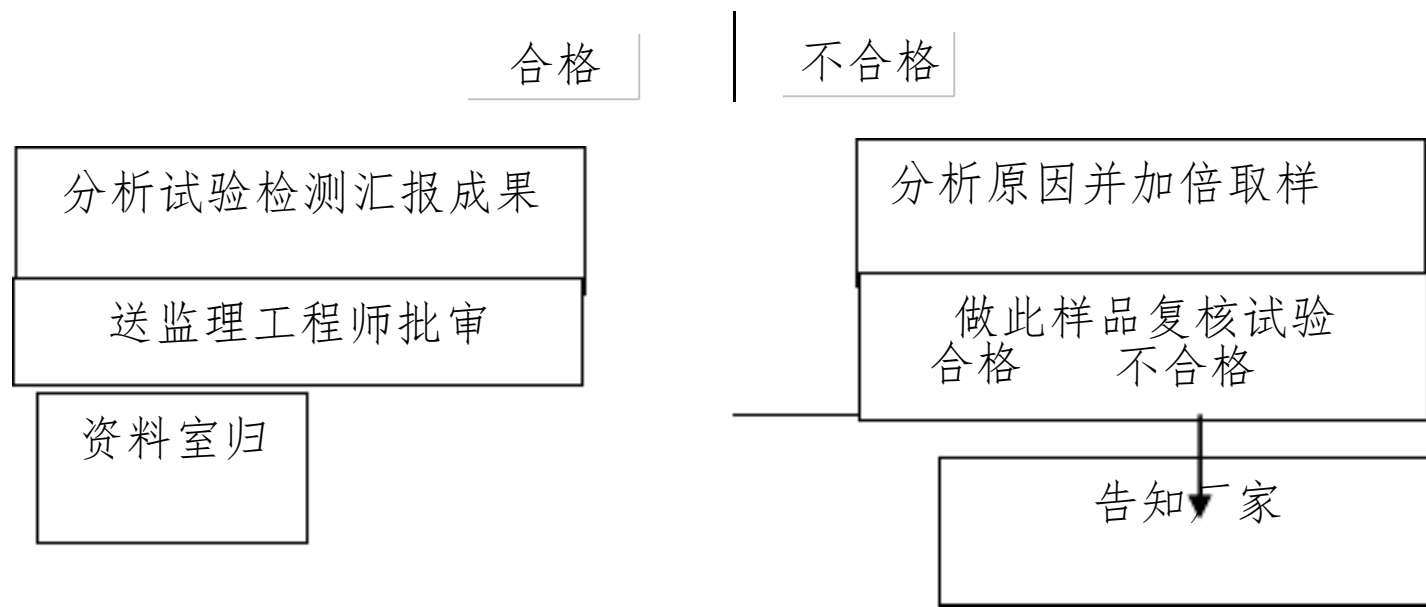 合格
不合格
分析试验检测汇报成果
分析原因并加倍取样
送监理工程师批审
做此样品复核试验
合格 不合格
资料室归
告知厂家